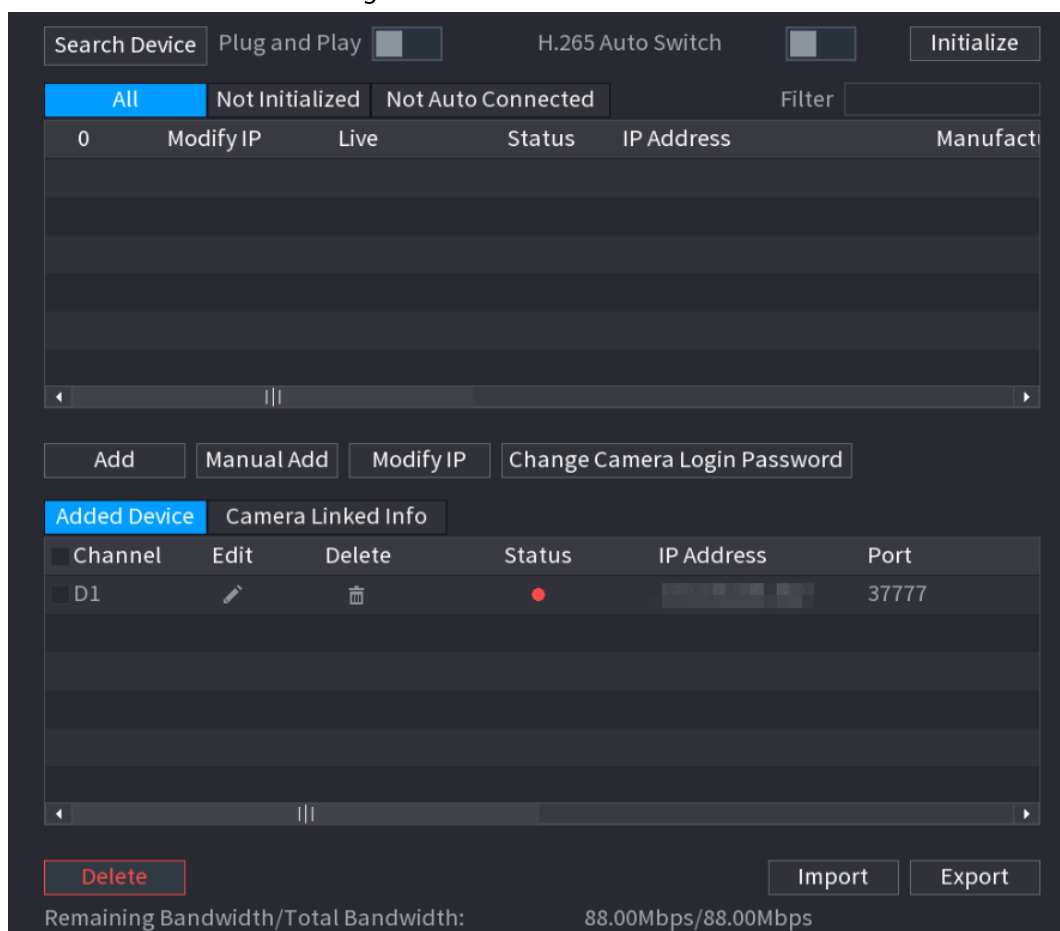 Search Device Plug and Play H.265 Auto Switch Initialize
All Not Initialized Not Auto Connected Filter
0 Modify IP Live Status IP Address
Add Manual Add Modify IP Change Camera Login Password
Added Device Camera Linked Info
Channel Edit Delete Status IP Address Port
D1 37777
Delete Import Export
Remaining Bandwidth/Total Bandwidth: 88.00Mbps/88.00Mbps